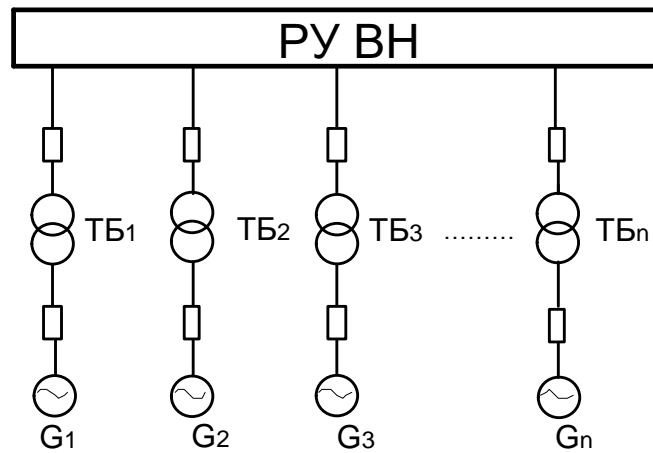 РУ ВН
ТБ1 ТБ2 ТБ3 ......... ТБn
G1 G2 G3 Gn